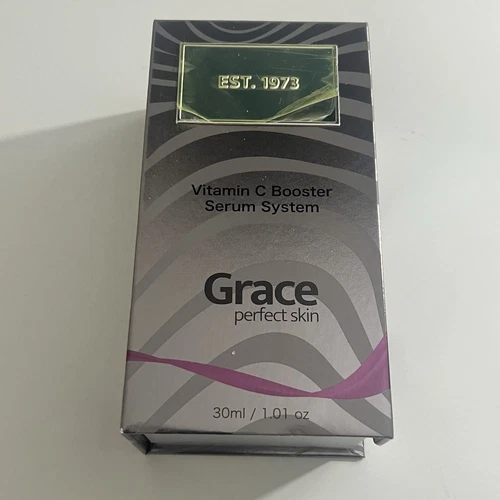 EST. 1973
Vitamin C Booster
Serum System
Grace
perfect skin
30ml / 1.01 oz